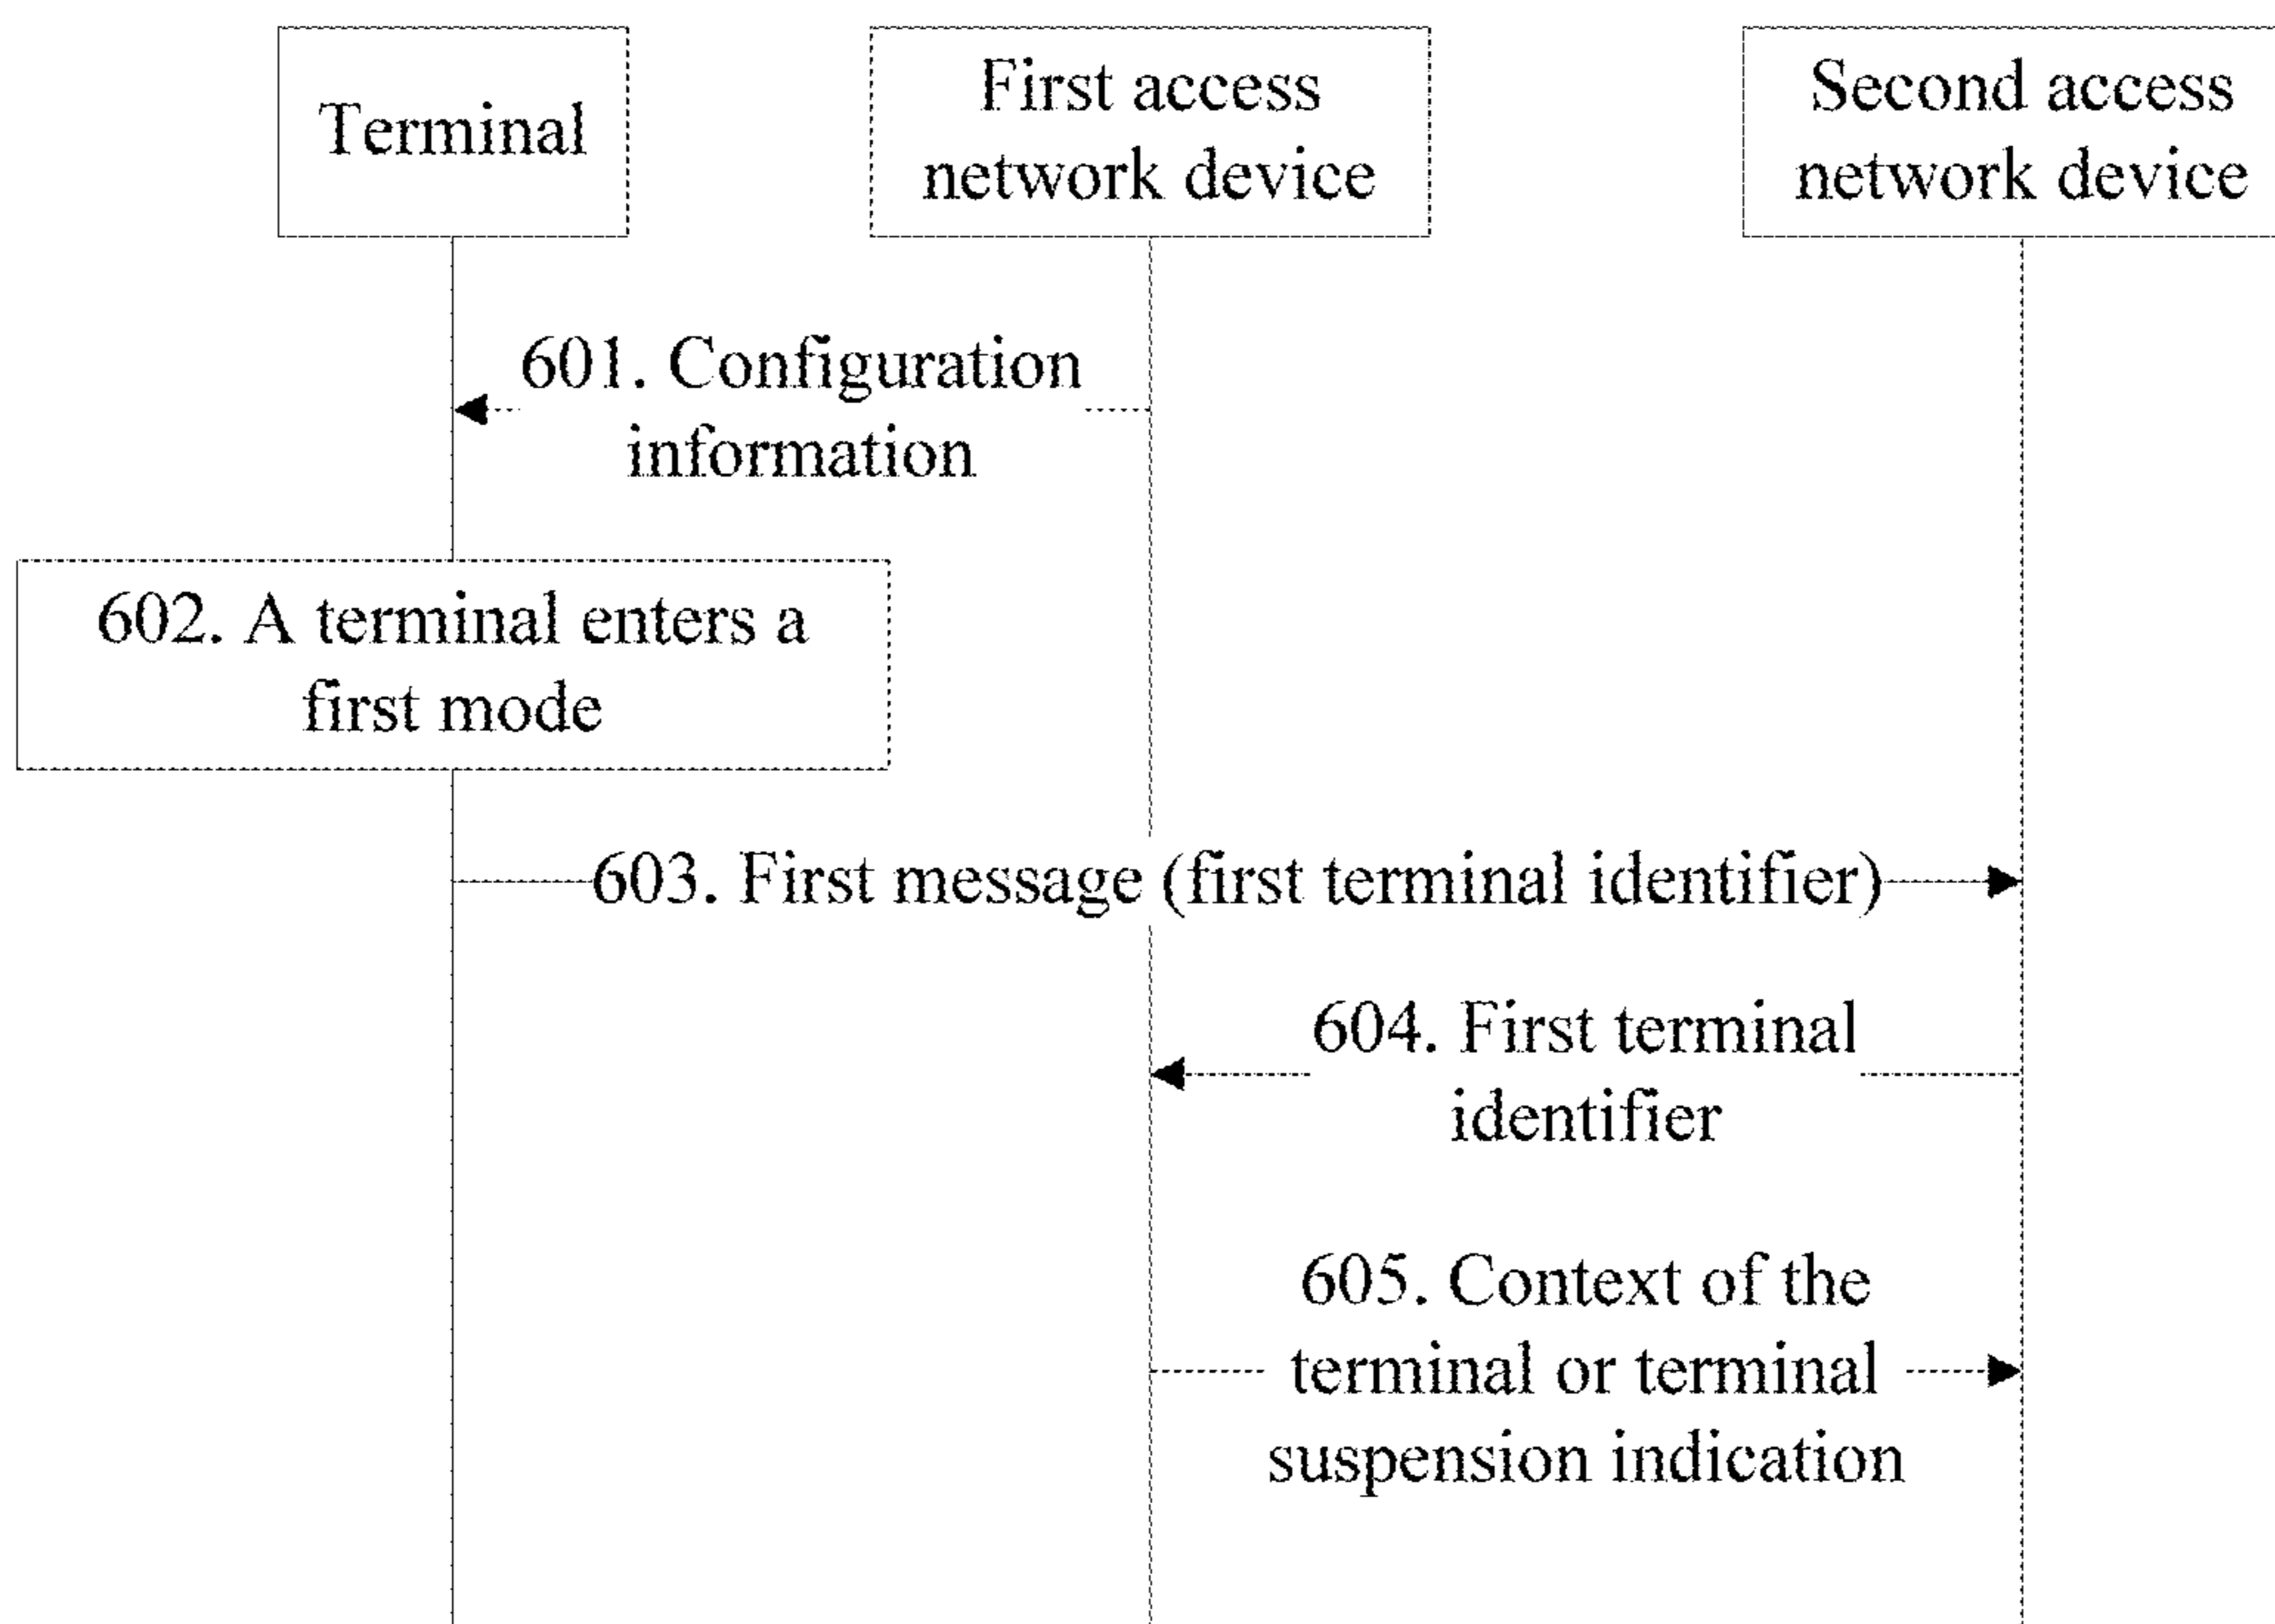 Terminal
First access
network device
Second access
network device
601. Configuration
information
602. A terminal enters a
first mode
603. First message (first terminal identifier)
604. First terminal
identifier
605. Context of the
terminal or terminal
suspension indication